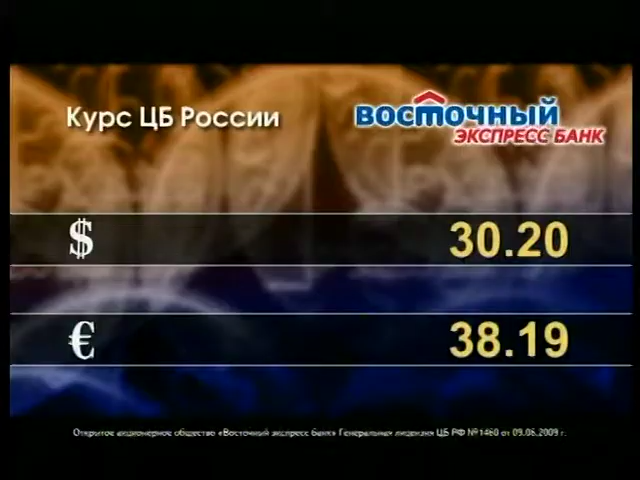 Курс ЦБ России
ВОСТОЧНЫЙ
ЭКСПРЕСС БАНК
$ 30.20
€ 38.19
Открытое акционерное общество «Восточный экспресс банк» Генеральная лицензия ЦБ РФ №1460 от 09.06.2009 г.